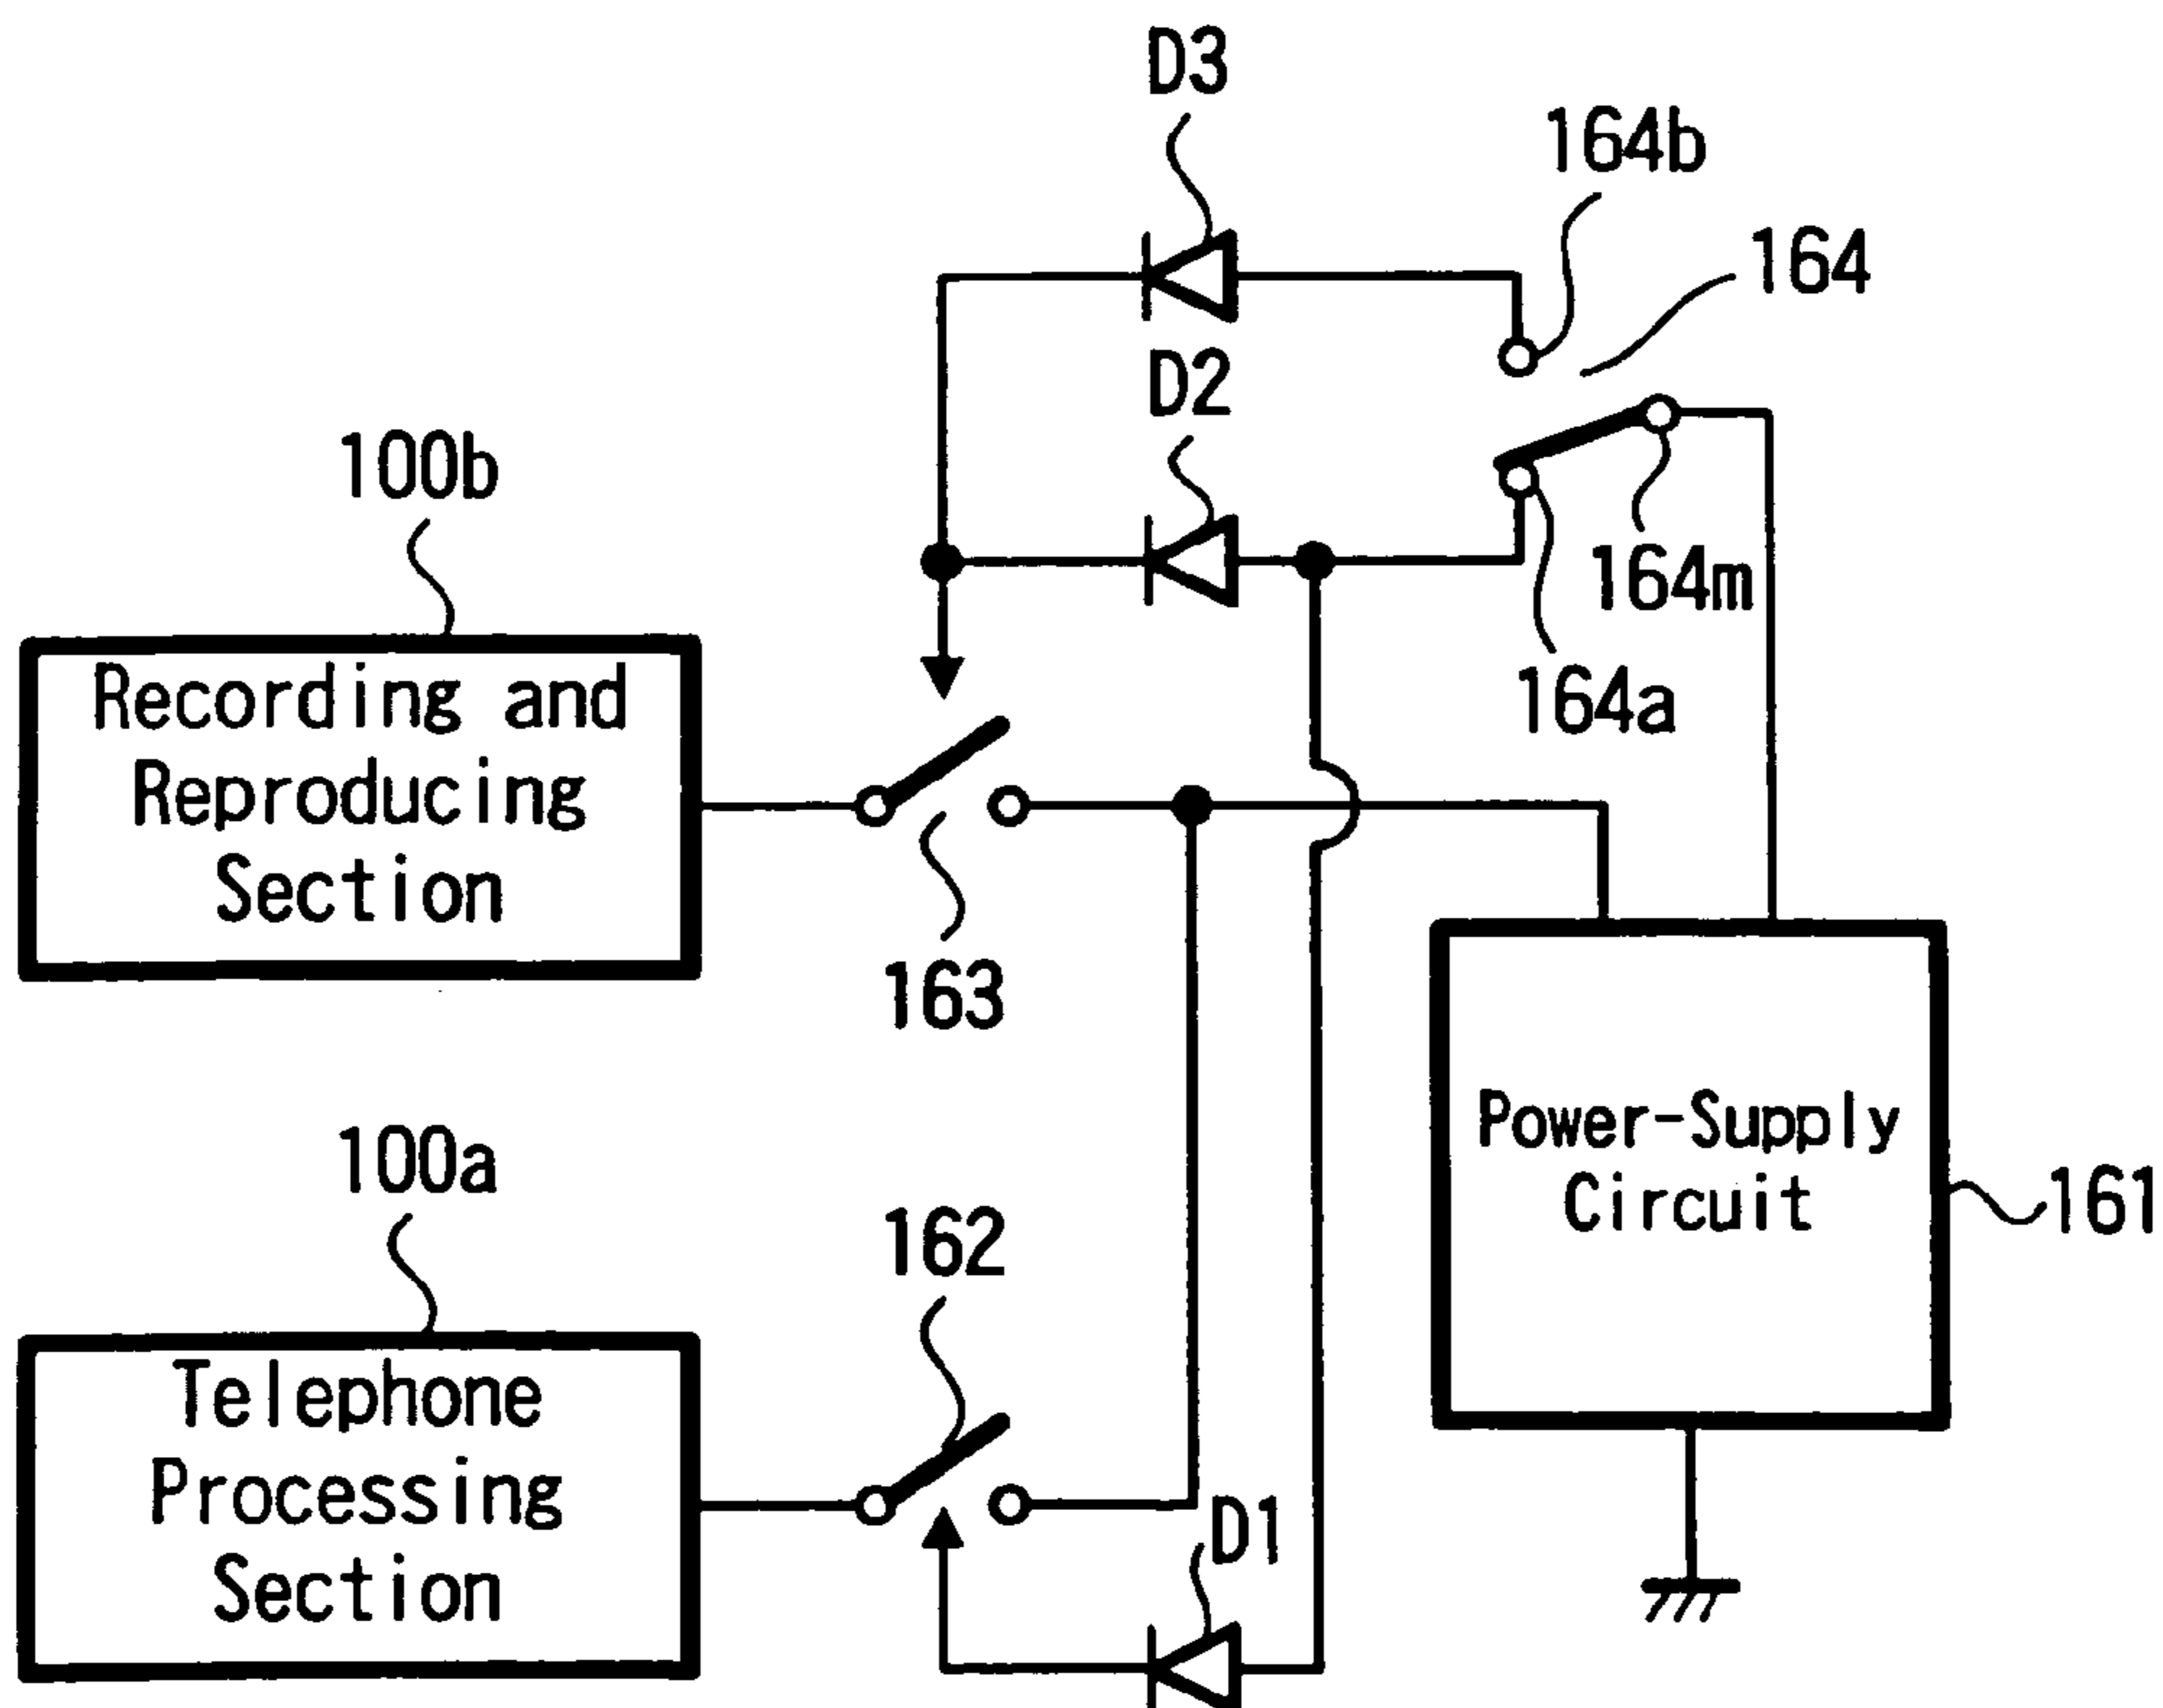 D3
164b
164
D2
100b
164m
164a
Recording and
Reproducing
Section
163
Power-Supply
Circuit
161
100a
162
Telephone
Processing
Section
D1